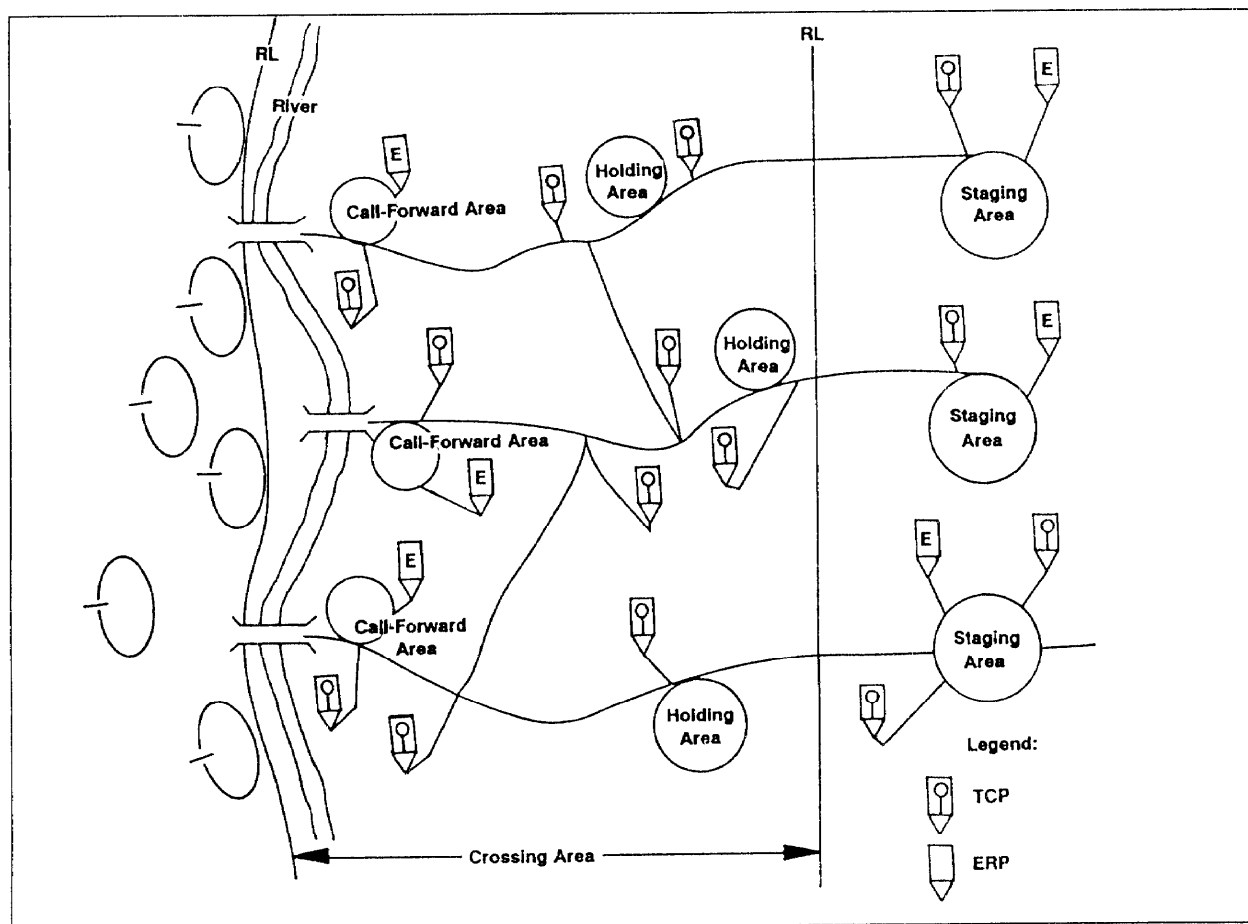 RL
RL
River
E
E
Holding
Area
Call-Forward Area
Staging
Area
E
Holding
Area
Staging
Area
Call-Forward Area
E
E
E
Call-Forward
Area
Staging
Area
Holding
Area
Legend:
TCP
Crossing Area
ERP